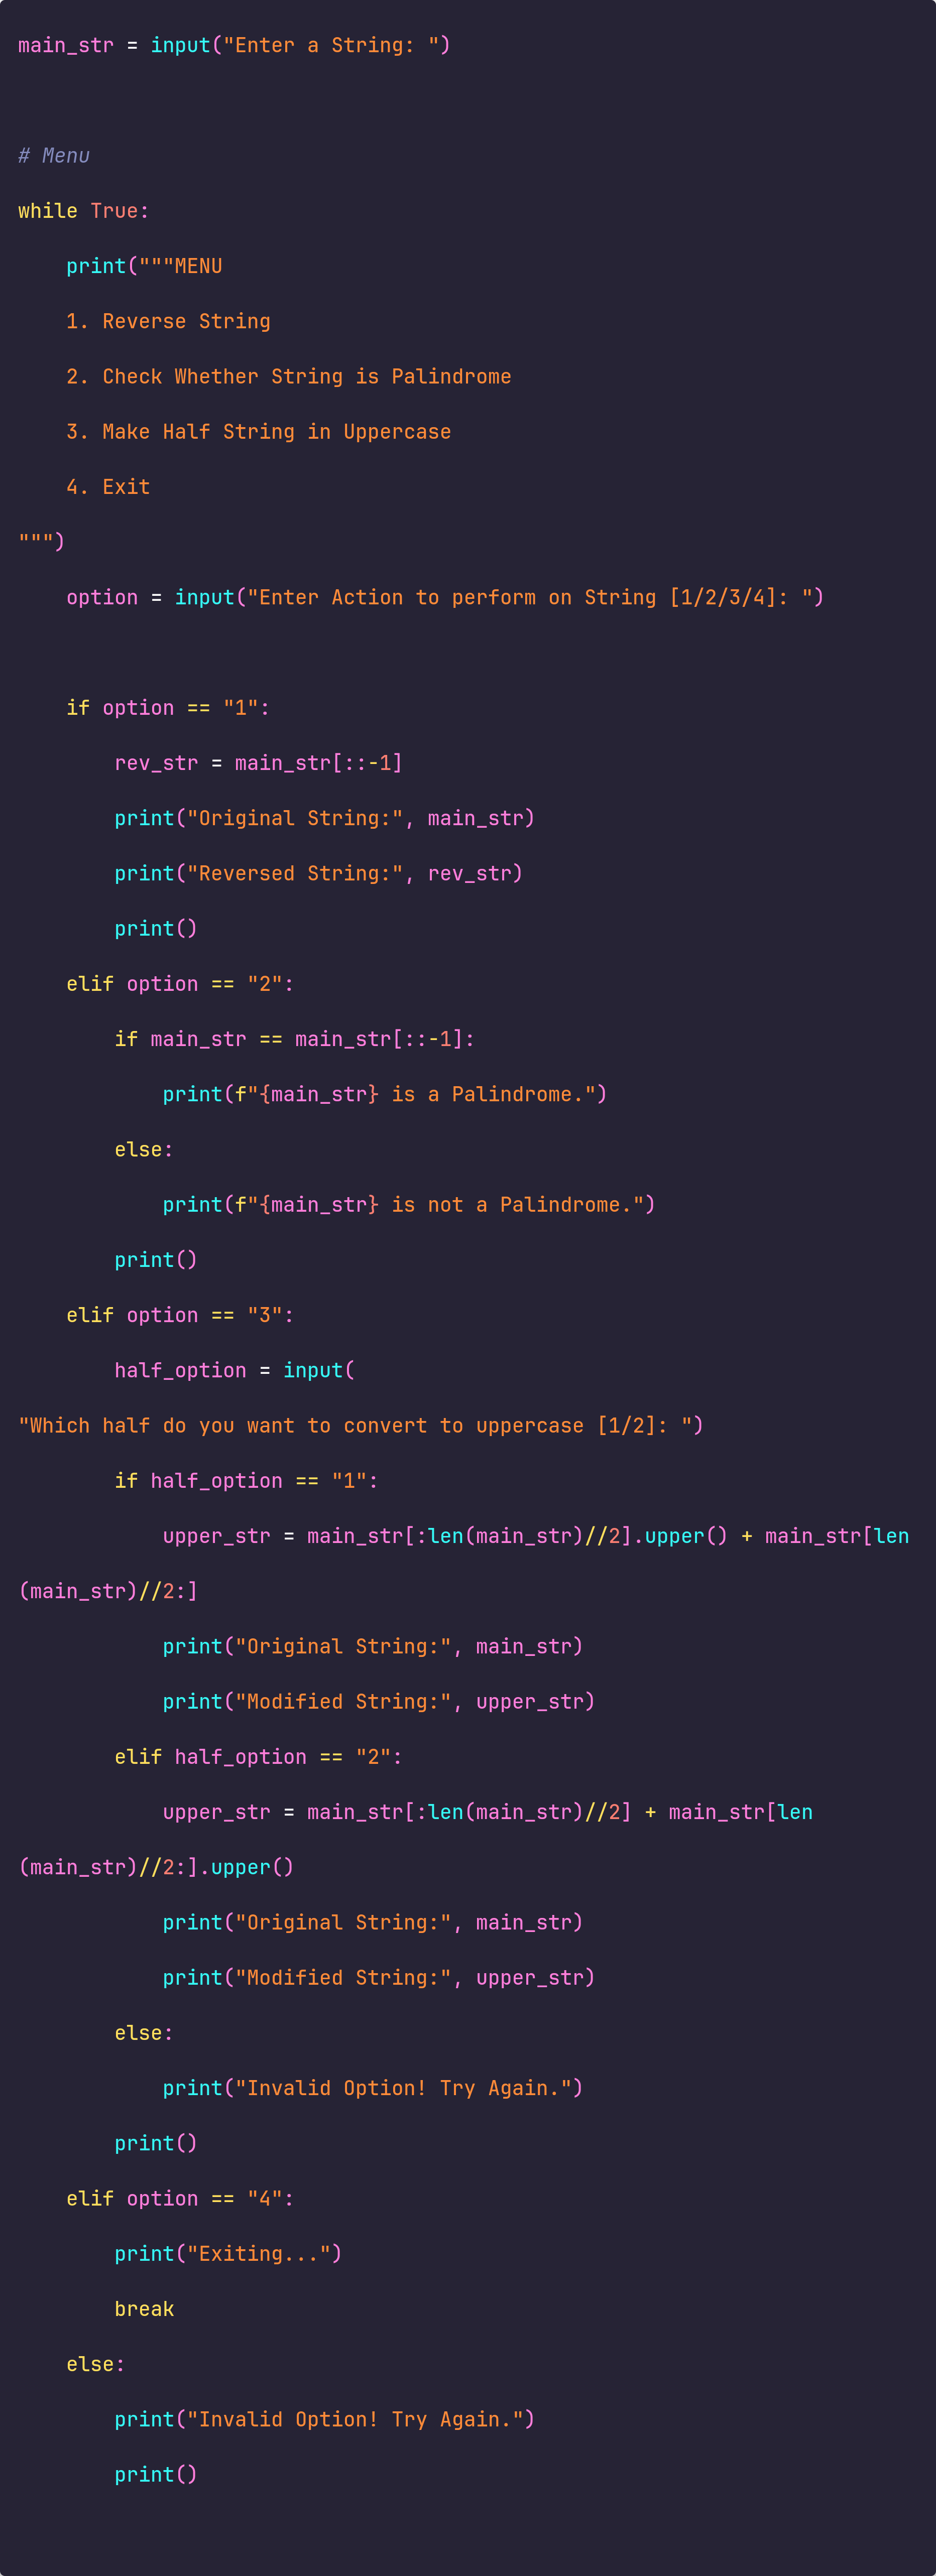 main_str = input("Enter a String: ")
# Menu
while True:
    print("""MENU
    1. Reverse String
    2. Check Whether String is Palindrome
    3. Make Half String in Uppercase
    4. Exit
""")
    option = input("Enter Action to perform on String [1/2/3/4]: ")
    if option == "1":
        rev_str = main_str[::-1]
        print("Original String:", main_str)
        print("Reversed String:", rev_str)
        print()
    elif option == "2":
        if main_str == main_str[::-1]:
            print(f"{main_str} is a Palindrome.")
        else:
            print(f"{main_str} is not a Palindrome.")
        print()
    elif option == "3":
        half_option = input(
"Which half do you want to convert to uppercase [1/2]: ")
        if half_option == "1":
            upper_str = main_str[:len(main_str)//2].upper() + main_str[len
(main_str)//2:]
            print("Original String:", main_str)
            print("Modified String:", upper_str)
        elif half_option == "2":
            upper_str = main_str[:len(main_str)//2] + main_str[len
(main_str)//2:].upper()
            print("Original String:", main_str)
            print("Modified String:", upper_str)
        else:
            print("Invalid Option! Try Again.")
        print()
    elif option == "4":
        print("Exiting...")
        break
    else:
        print("Invalid Option! Try Again.")
        print()